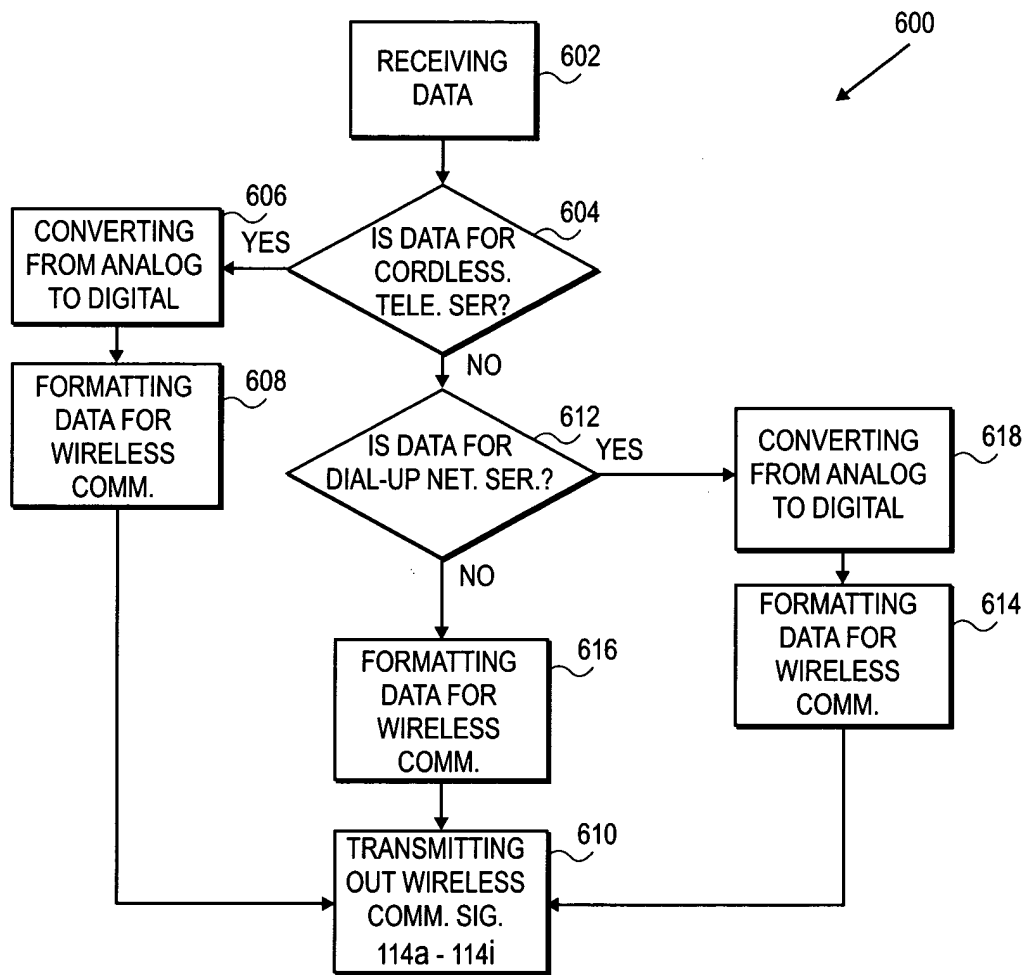 600
RECEIVING
DATA
602
604
IS DATA FOR
CORDLESS.
TELE. SER?
YES
606
CONVERTING
FROM ANALOG
TO DIGITAL
NO
608
FORMATTING
DATA FOR
WIRELESS
COMM.
612
IS DATA FOR
DIAL-UP NET. SER.?
YES
618
CONVERTING
FROM ANALOG
TO DIGITAL
NO
614
FORMATTING
DATA FOR
WIRELESS
COMM.
616
FORMATTING
DATA FOR
WIRELESS
COMM.
610
TRANSMITTING
OUT WIRELESS
COMM. SIG.
114a - 114i